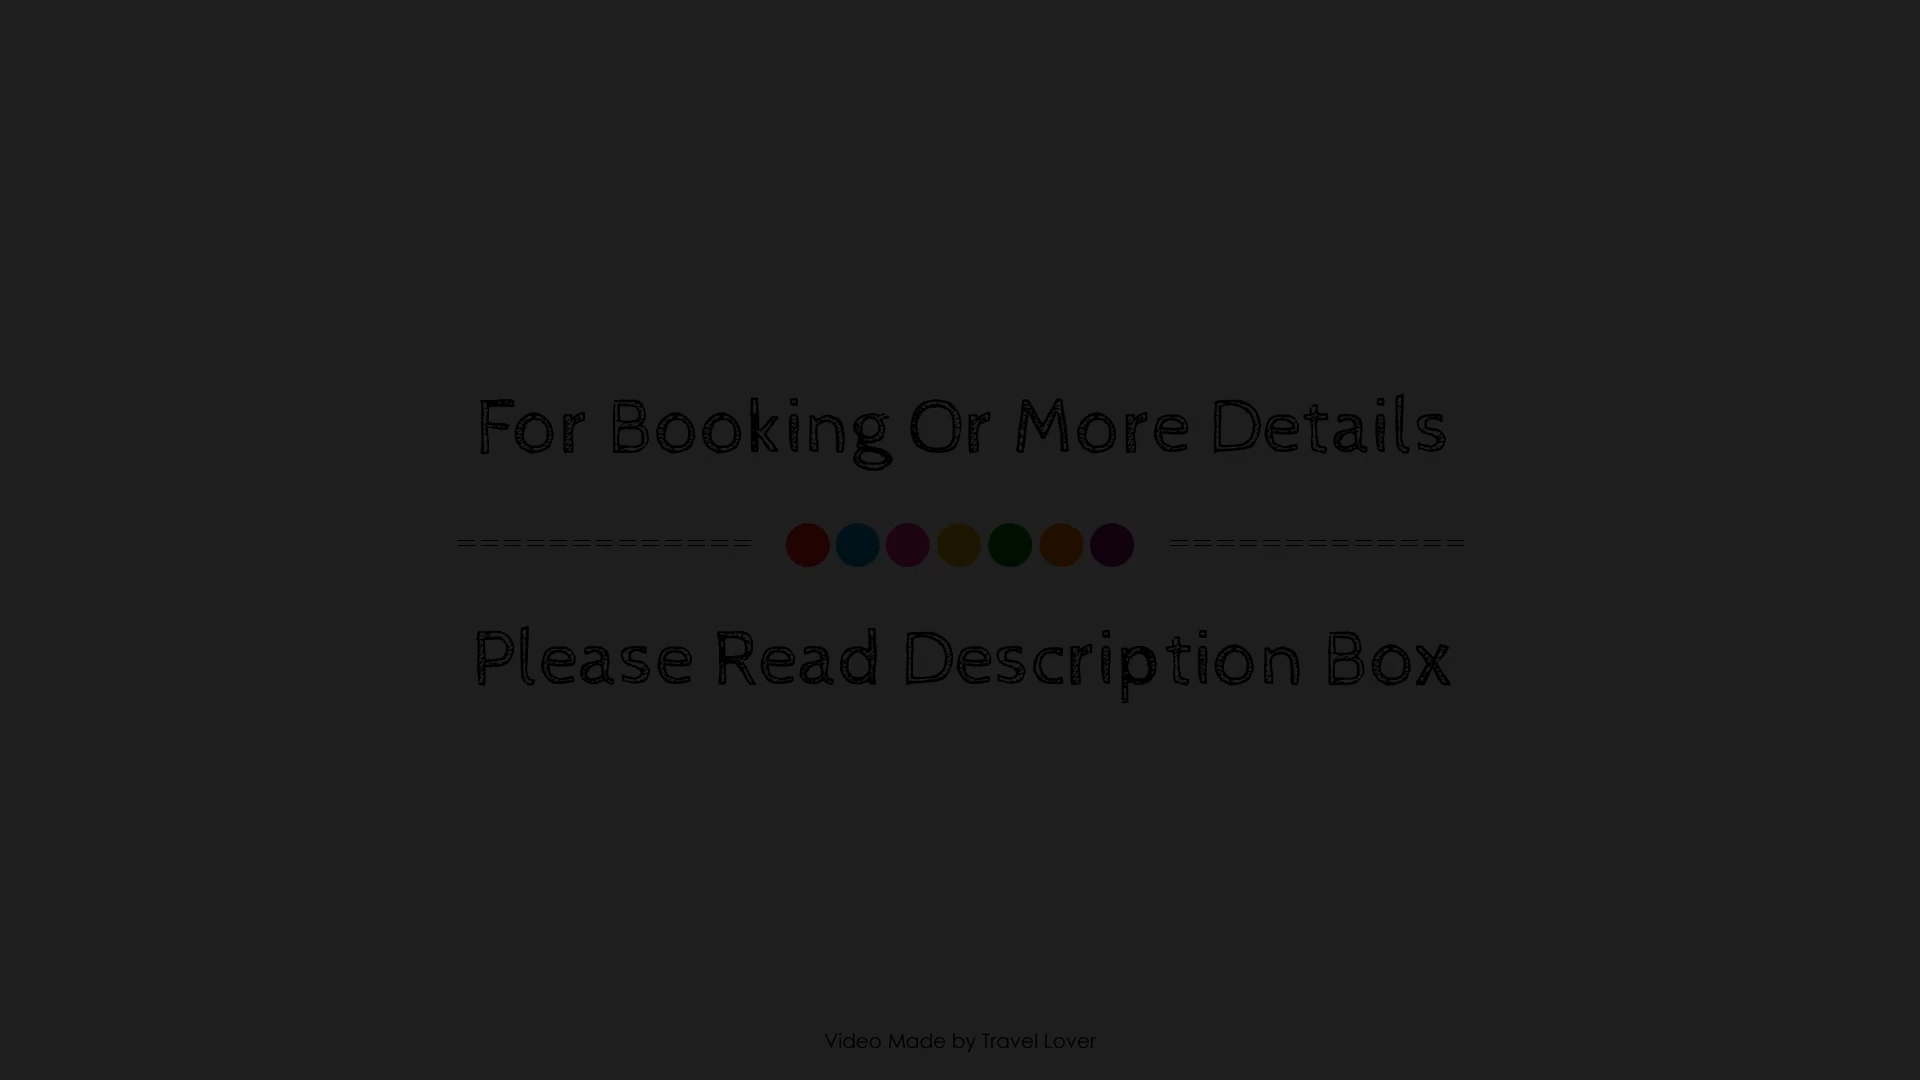 For Booking Or More Details
============= =============
Please Read Description Box
Video Made by Travel Lover